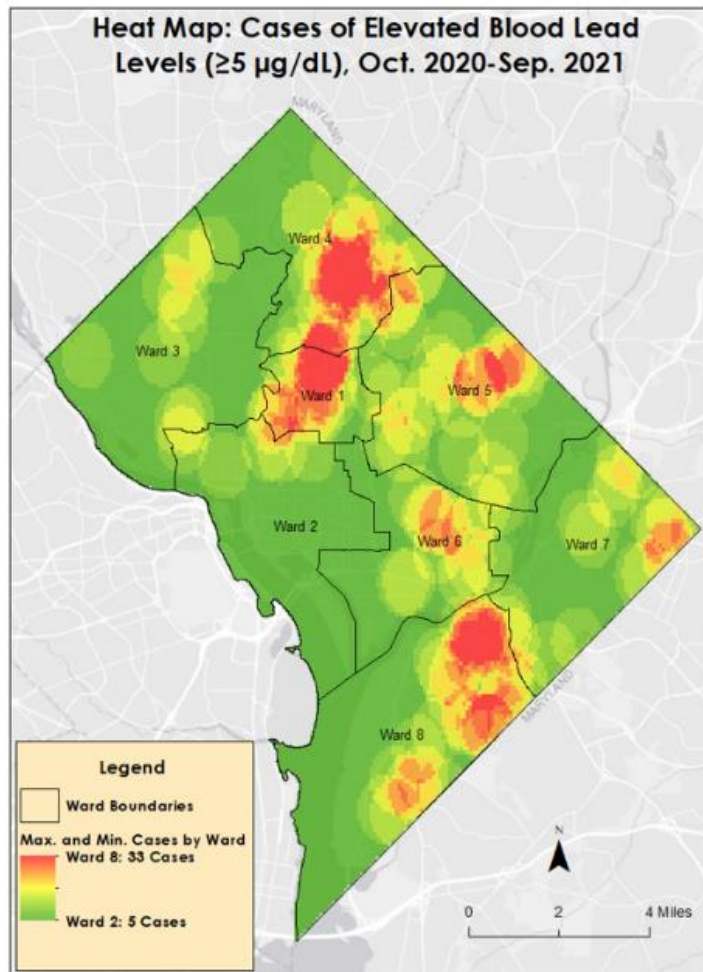 Heat Map: Cases of Elevated Blood Lead
Levels (≥5 µg/dL), Oct. 2020-Sep. 2021
MARYLAND
Ward 4
Ward 3
Ward 5
Ward 1
Ward 2
Ward 6
Ward 7
MARYLAND
Ward 8
Legend
Ward Boundaries
Max. and Min. Cases by Ward
Ward 8: 33 Cases
Ward 2: 5 Cases
N
0 2 4 Miles